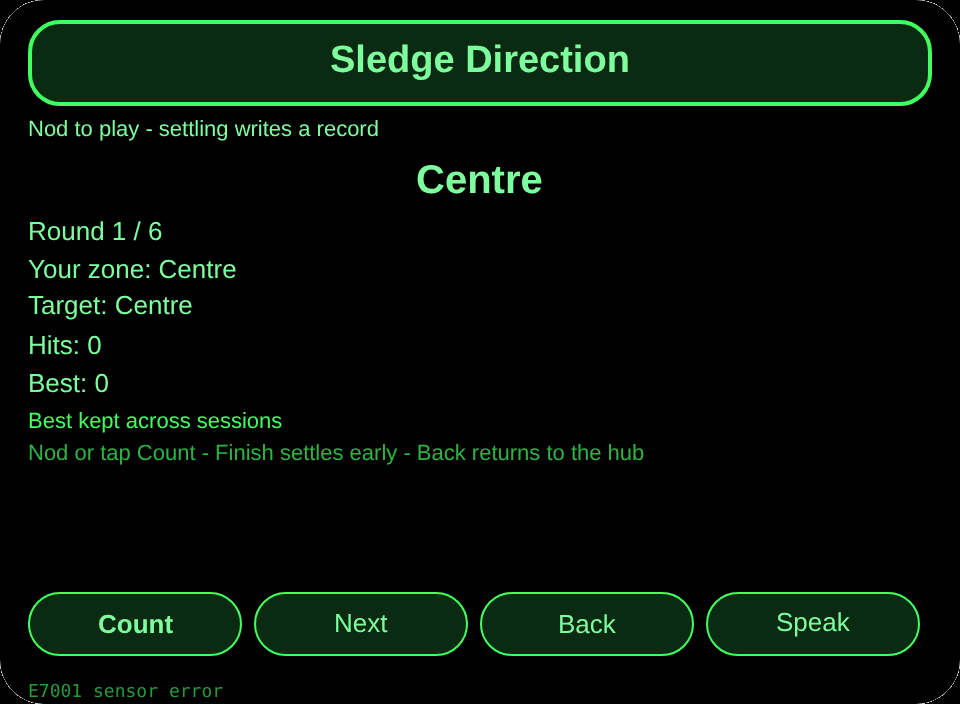 Sledge Direction
Nod to play - settling writes a record
Centre
Round 1 / 6
Your zone: Centre
Target: Centre
Hits: 0
Best: 0
Best kept across sessions
Nod or tap Count - Finish settles early - Back returns to the hub
Count
Next
Back
Speak
E7001 sensor error